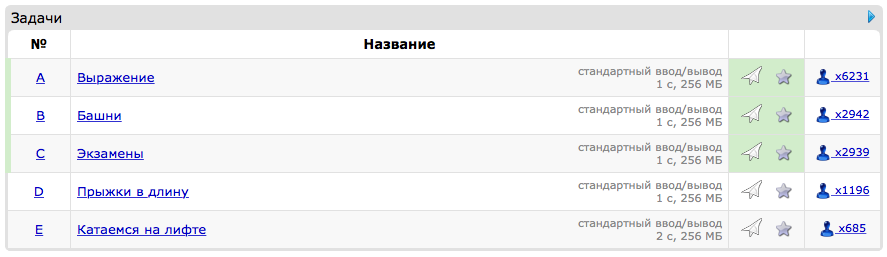 Задачи
№ Название
A Выражение стандартный ввод/вывод
1 с, 256 МБ x6231
B Башни стандартный ввод/вывод
1 с, 256 МБ x2942
C Экзамены стандартный ввод/вывод
1 с, 256 МБ x2939
D Прыжки в длину стандартный ввод/вывод
1 с, 256 МБ x1196
E Катаемся на лифте стандартный ввод/вывод
2 с, 256 МБ x685